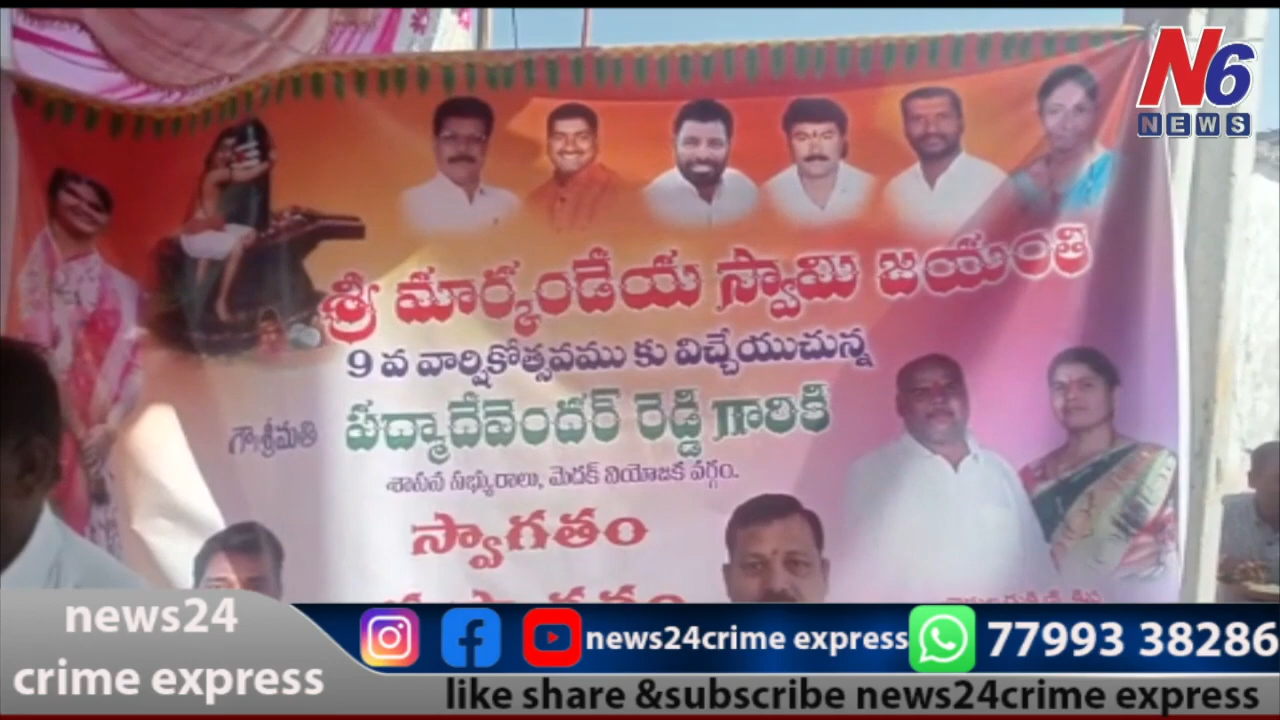 N6
NEWS
శ్రీ మార్కండేయ స్వామి జయంతి
9 వ వార్షికోత్సవము కు విచ్చేయుచున్న
గౌ॥శ్రీమతి పద్మాదేవెందర్ రెడ్డి గారికి
శాసన సభ్యురాలు, మెదక్ నియోజక వర్గం.
స్వాగతం
news24
crime express
news24crime express
77993 38286
like share &subscribe news24crime express